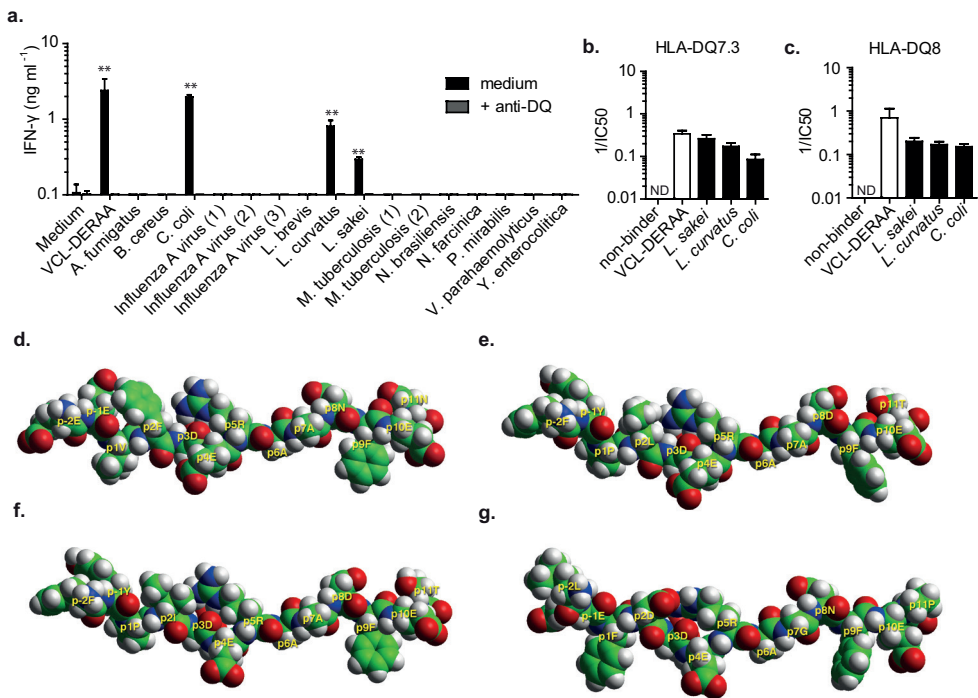 a.
IFN-γ (ng ml⁻¹)
10
1
0.1
**
**
**
**
medium
+ anti-DQ
Medium
VCL-DERAA
A. fumigatus
B. cereus
C. coli
Influenza A virus (1)
Influenza A virus (2)
Influenza A virus (3)
L. brevis
L. curvatus
L. sakei
M. tuberculosis (1)
M. tuberculosis (2)
N. brasiliensis
N. farcinica
P. mirabilis
V. parahaemolyticus
Y. enterocolitica
b.
HLA-DQ7.3
1/IC50
10
1
0.1
0.01
ND
non-binder
VCL-DERAA
L. sakei
L. curvatus
C. coli
c.
HLA-DQ8
1/IC50
10
1
0.1
0.01
ND
non-binder
VCL-DERAA
L. sakei
L. curvatus
C. coli
d.
p-2E p-1E p1V p2F p3D p4E p5R p6A p7A p8N p9F p10E p11N
e.
p-2F p-1Y p1P p2L p3D p4E p5R p6A p7A p8D p9F p10E p11T
f.
p-2F p-1Y p1P p2I p3D p4E p5R p6A p7A p8D p9F p10E p11T
g.
p-2L p-1E p1F p2D p3D p4E p5R p6A p7G p8N p9F p10E p11P